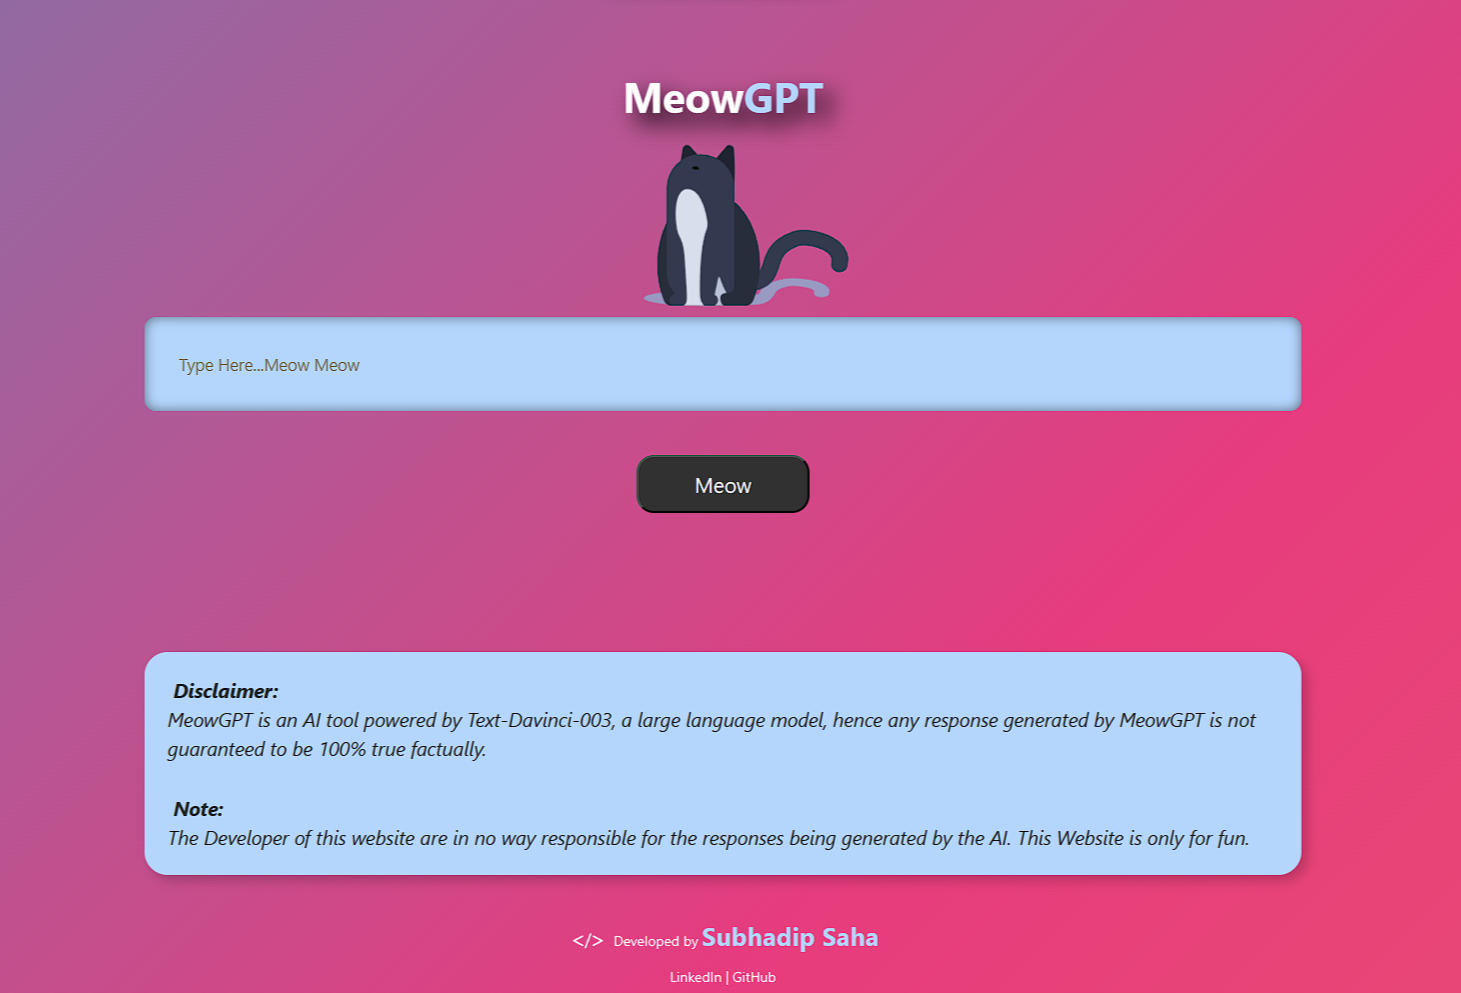 MeowGPT
Type Here...Meow Meow
Meow
Disclaimer:
MeowGPT is an AI tool powered by Text-Davinci-003, a large language model, hence any response generated by MeowGPT is not
guaranteed to be 100% true factually.
Note:
The Developer of this website are in no way responsible for the responses being generated by the AI. This Website is only for fun.
</> Developed by Subhadip Saha
LinkedIn | GitHub